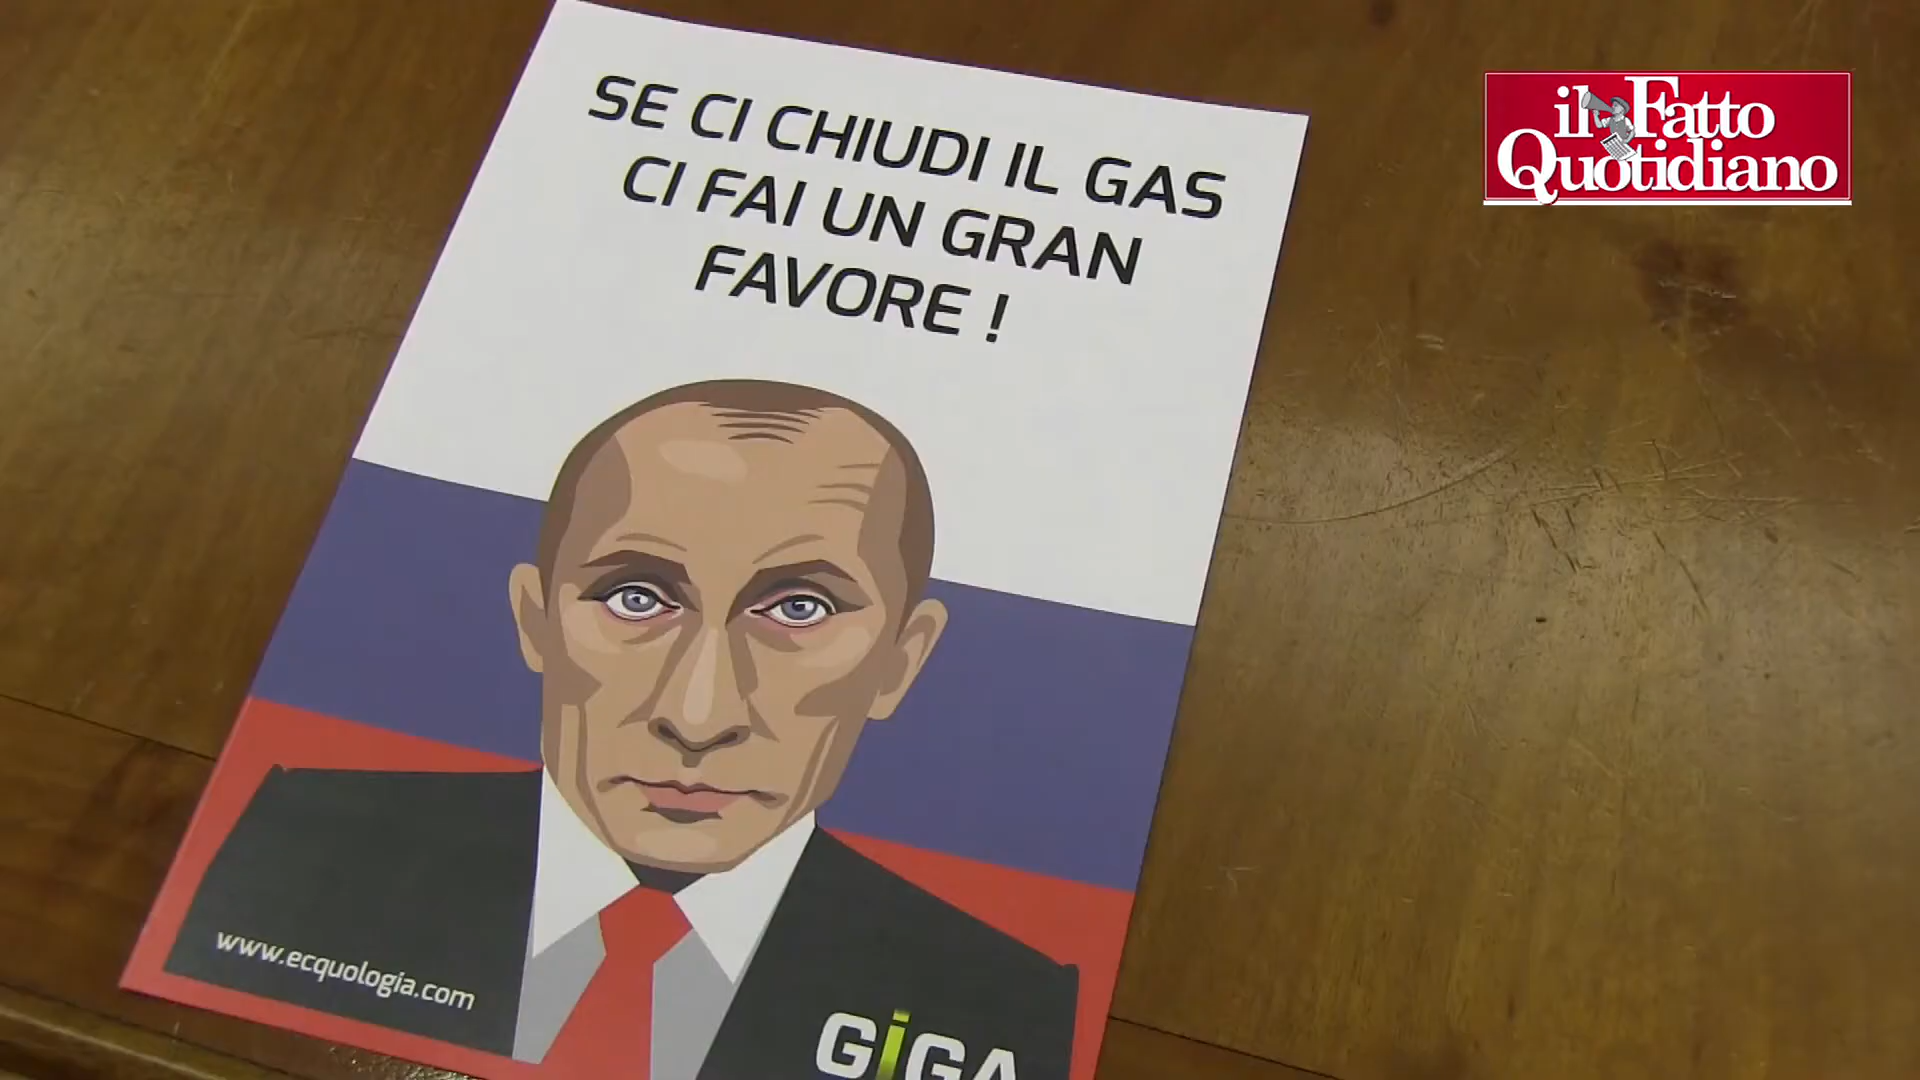 SE CI CHIUDI IL GAS
CI FAI UN GRAN
FAVORE !
www.ecquologia.com
GiGA
il Fatto
Quotidiano